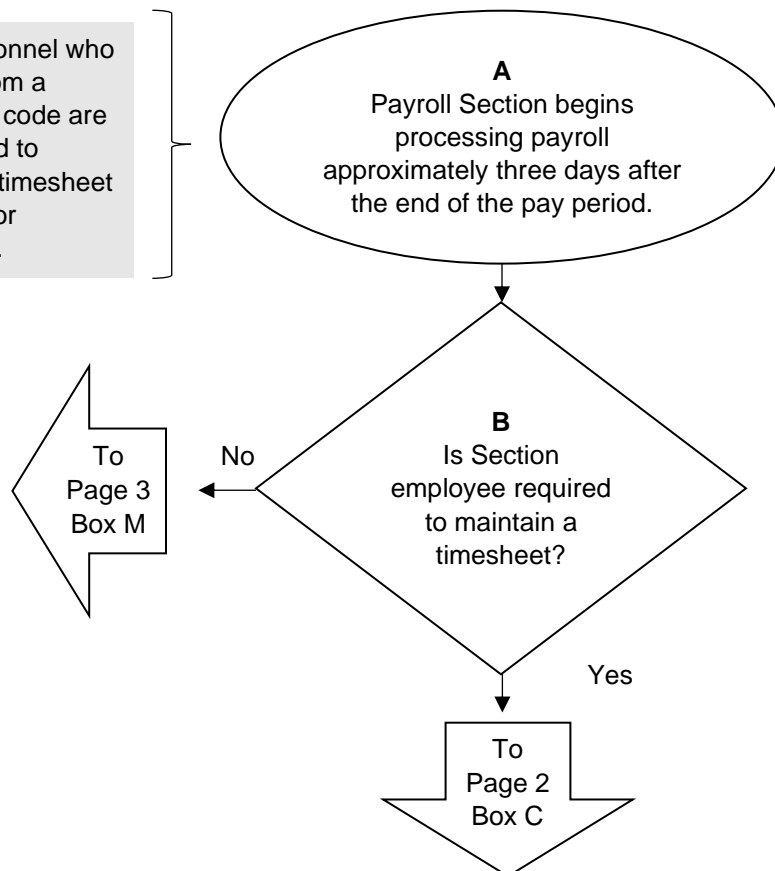 onnel who
om a
code are
d to
timesheet
or
.
A
Payroll Section begins
processing payroll
approximately three days after
the end of the pay period.
B
Is Section
employee required
to maintain a
timesheet?
No
To
Page 3
Box M
Yes
To
Page 2
Box C